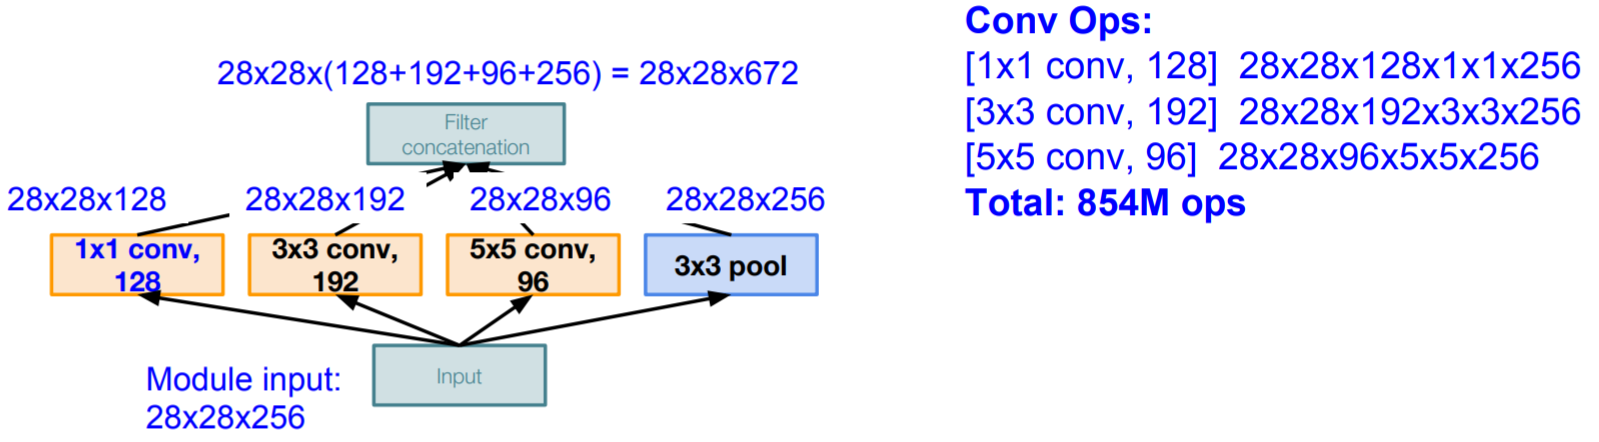 28x28x(128+192+96+256) = 28x28x672
Filter
concatenation
28x28x128
28x28x192
28x28x96
28x28x256
1x1 conv,
128
3x3 conv,
192
5x5 conv,
96
3x3 pool
Module input:
28x28x256
Input
Conv Ops:
[1x1 conv, 128] 28x28x128x1x1x256
[3x3 conv, 192] 28x28x192x3x3x256
[5x5 conv, 96] 28x28x96x5x5x256
Total: 854M ops